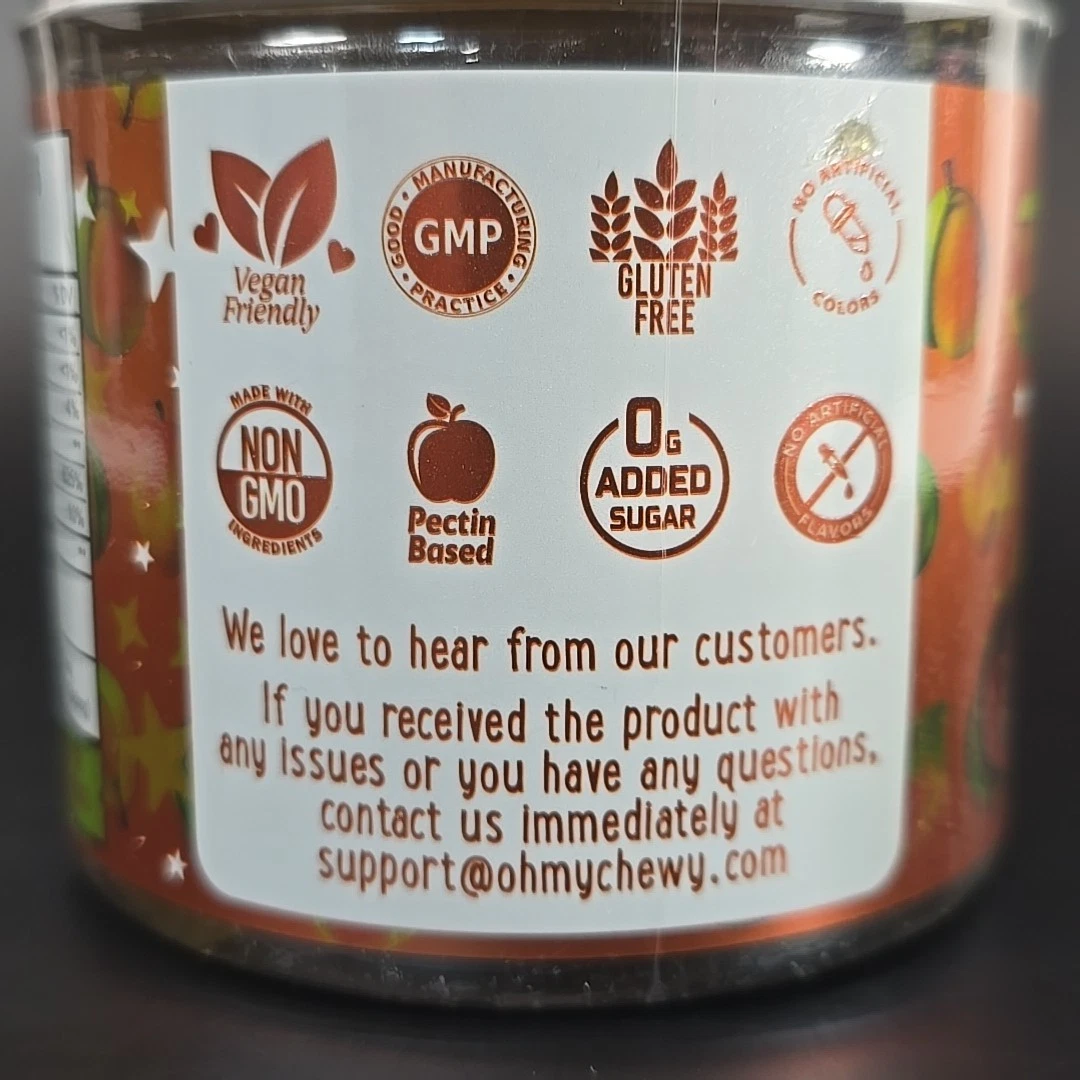 Vegan
Friendly
GOOD • MANUFACTURING • PRACTICE •
GMP
GLUTEN
FREE
NO ARTIFICIAL
COLORS
MADE WITH
NON
GMO
INGREDIENTS
Pectin
Based
0G
ADDED
SUGAR
NO ARTIFICIAL
FLAVORS
We love to hear from our customers.
If you received the product with
any issues or you have any questions,
contact us immediately at
support@ohmychewy.com